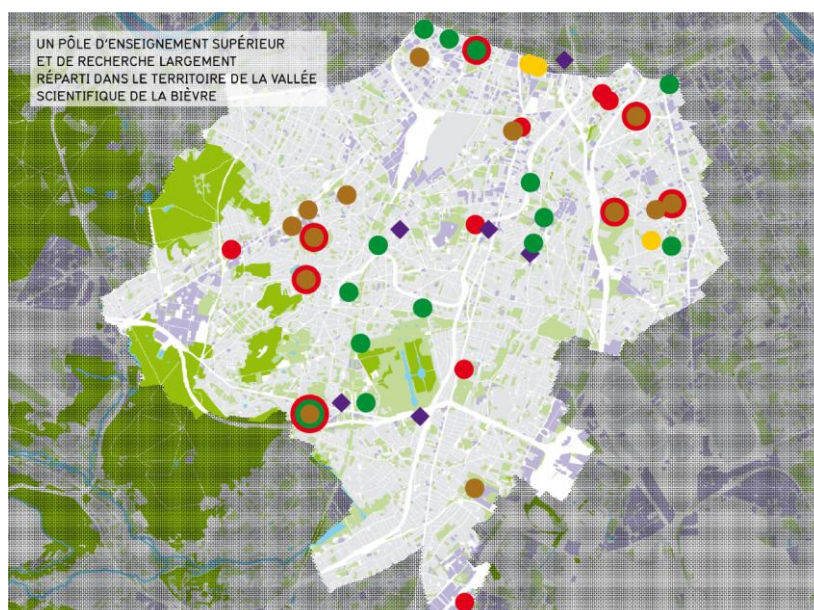 UN PÔLE D'ENSEIGNEMENT SUPÉRIEUR
ET DE RECHERCHE LARGEMENT
RÉPARTI DANS LE TERRITOIRE DE LA VALLÉE
SCIENTIFIQUE DE LA BIÈVRE